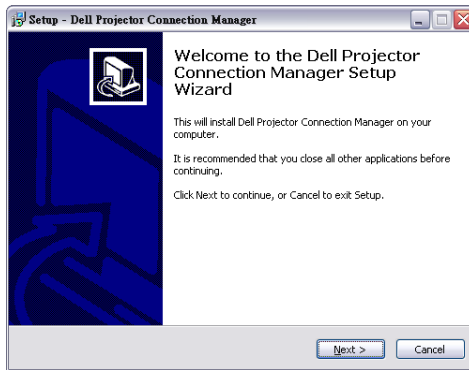 Setup - Dell Projector Connection Manager
Welcome to the Dell Projector
Connection Manager Setup
Wizard
This will install Dell Projector Connection Manager on your
computer.
It is recommended that you close all other applications before
continuing.
Click Next to continue, or Cancel to exit Setup.
Next >
Cancel